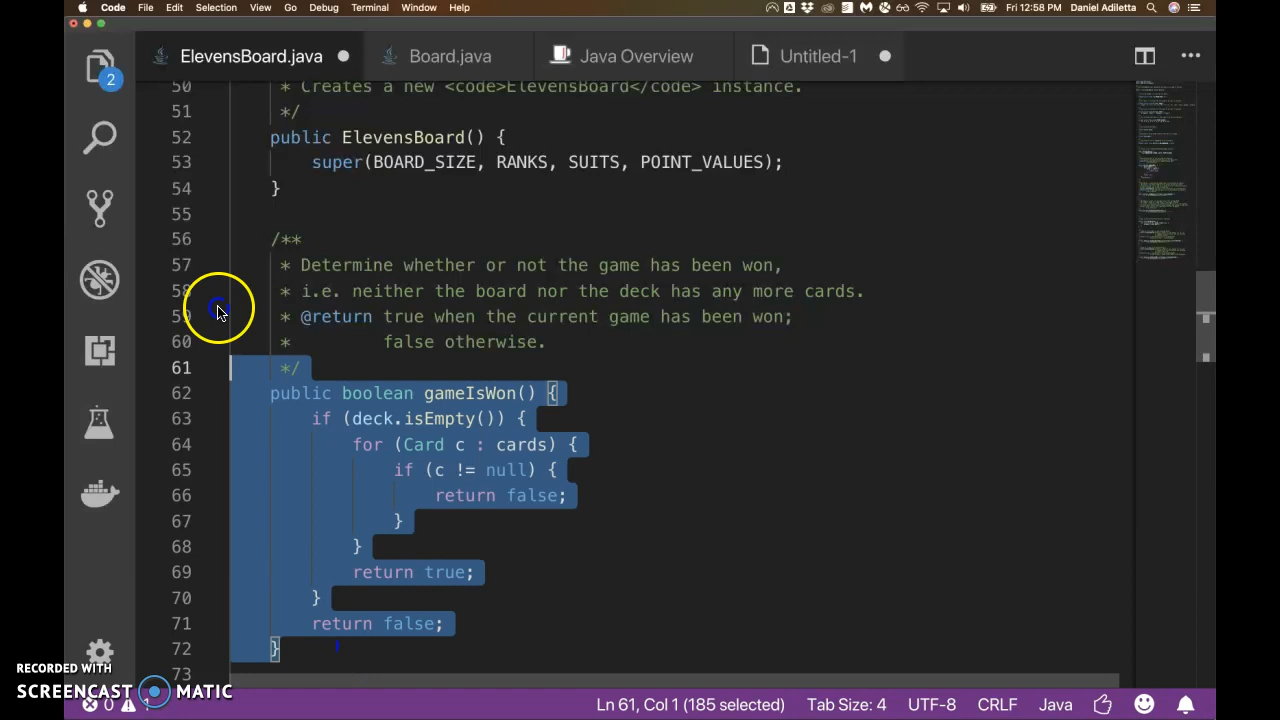 Code File Edit Selection View Go Debug Terminal Window Help Fri 12:58 PM Daniel Adiletta
ElevensBoard.java Board.java Java Overview Untitled-1
2
50 * Creates a new <code>ElevensBoard</code> instance.
51 */
52 public ElevensBoard() {
53 super(BOARD_SIZE, RANKS, SUITS, POINT_VALUES);
54 }
55
56 /**
57 * Determine whether or not the game has been won,
58 * i.e. neither the board nor the deck has any more cards.
59 * @return true when the current game has been won;
60 * false otherwise.
61 */
62 public boolean gameIsWon() {
63 if (deck.isEmpty()) {
64 for (Card c : cards) {
65 if (c != null) {
66 return false;
67 }
68 }
69 return true;
70 }
71 return false;
72 }
73
RECORDED WITH
SCREENCAST MATIC
0 Ln 61, Col 1 (185 selected) Tab Size: 4 UTF-8 CRLF Java